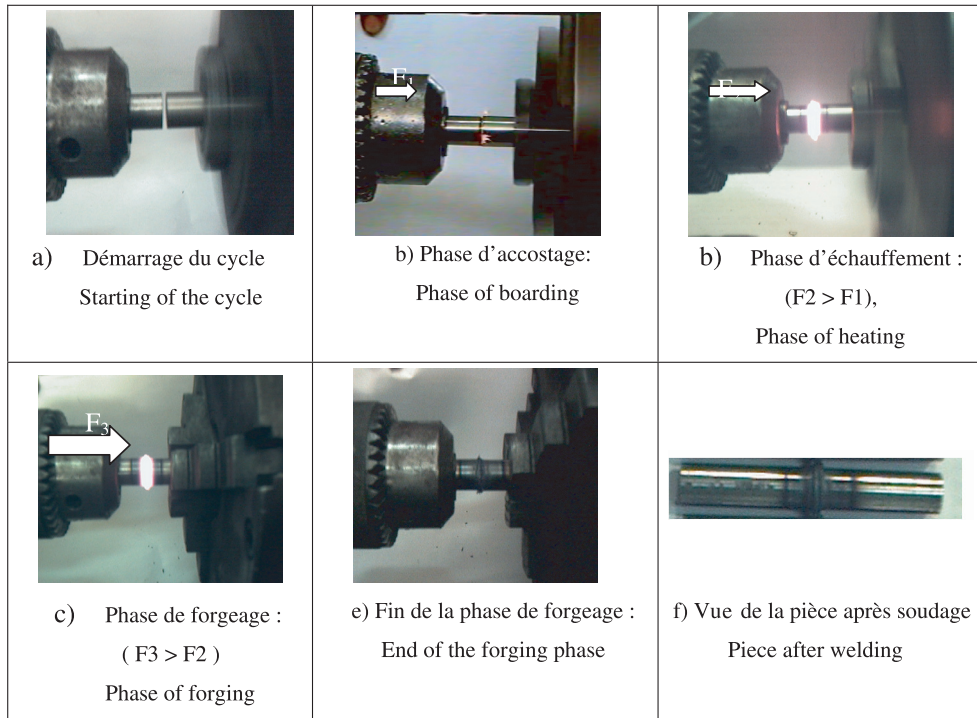 F₁
a) Démarrage du cycle
Starting of the cycle
b) Phase d’accostage:
Phase of boarding
b) Phase d’échauffement :
(F2 > F1),
Phase of heating
F₃
c) Phase de forgeage :
( F3 > F2 )
Phase of forging
e) Fin de la phase de forgeage :
End of the forging phase
f) Vue de la pièce après soudage
Piece after welding